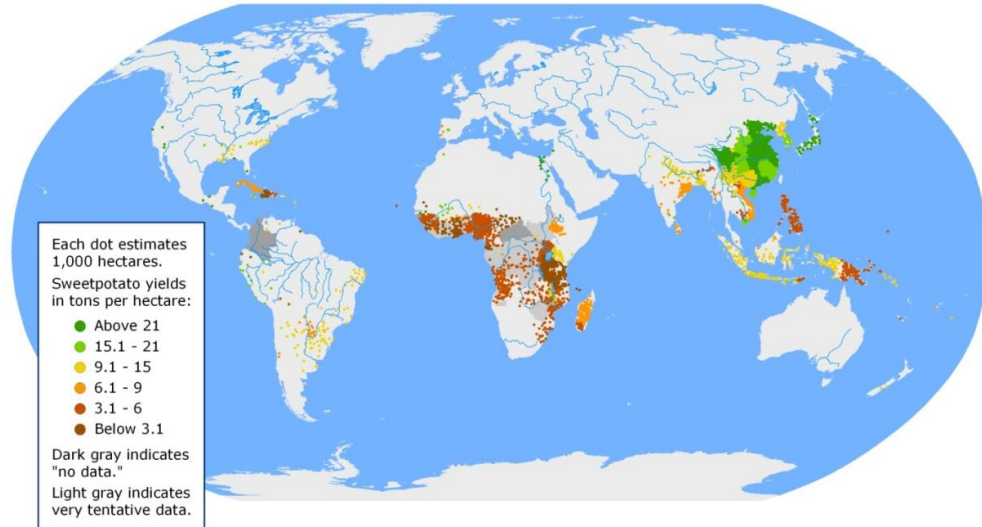 Each dot estimates
1,000 hectares.
Sweetpotato yields
in tons per hectare:
Above 21
15.1 - 21
9.1 - 15
6.1 - 9
3.1 - 6
Below 3.1
Dark gray indicates
"no data."
Light gray indicates
very tentative data.